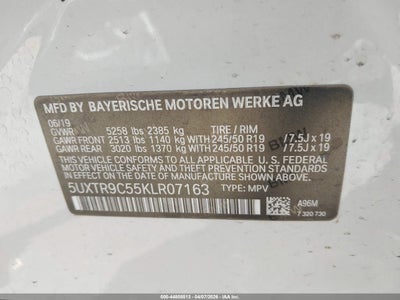 MFD BY BAYERISCHE MOTOREN WERKE AG
06/19
GVWR 5258 lbs 2385 kg TIRE / RIM
GAWR FRONT 2513 lbs 1140 kg WITH 245/50 R19 /7.5J x 19
GAWR REAR 3020 lbs 1370 kg WITH 245/50 R19 /7.5J x 19
THIS VEHICLE CONFORMS TO ALL APPLICABLE U.S. FEDERAL
MOTOR VEHICLE SAFETY, BUMPER, AND THEFT PREVENTION
STANDARDS IN EFFECT ON THE DATE OF MANUFACTURE
SHOWN ABOVE.
5UXTR9C55KLR07163 TYPE: MPV
A96M
7 320 730